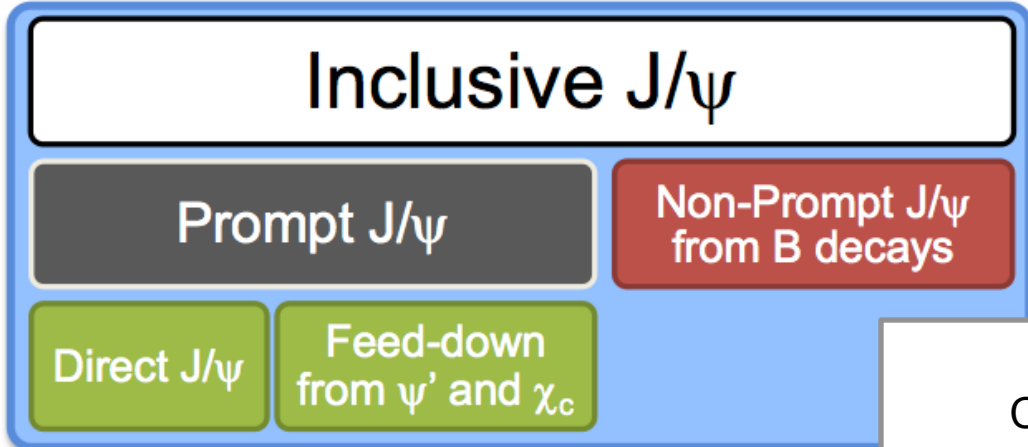 Inclusive J/ψ
Prompt J/ψ
Non-Prompt J/ψ
from B decays
Direct J/ψ
Feed-down
from ψ’ and χc